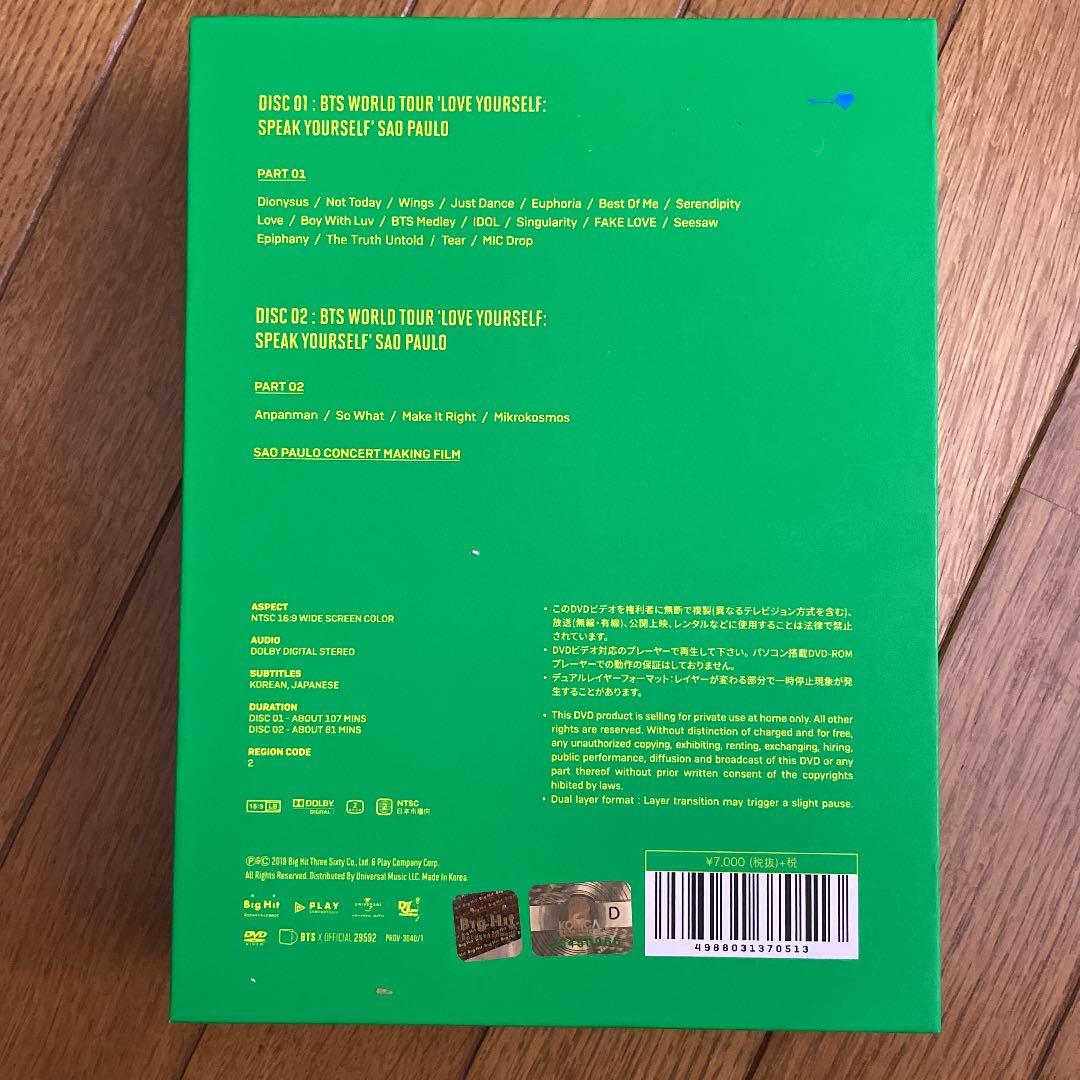 DISC 01 : BTS WORLD TOUR 'LOVE YOURSELF:
SPEAK YOURSELF' SAO PAULO
PART 01
Dionysus / Not Today / Wings / Just Dance / Euphoria / Best Of Me / Serendipity
Love / Boy With Luv / BTS Medley / IDOL / Singularity / FAKE LOVE / Seesaw
Epiphany / The Truth Untold / Tear / MIC Drop
DISC 02 : BTS WORLD TOUR 'LOVE YOURSELF:
SPEAK YOURSELF' SAO PAULO
PART 02
Anpanman / So What / Make It Right / Mikrokosmos
SAO PAULO CONCERT MAKING FILM
ASPECT
NTSC 16:9 WIDE SCREEN COLOR
AUDIO
DOLBY DIGITAL STEREO
SUBTITLES
KOREAN, JAPANESE
DURATION
DISC 01 - ABOUT 107 MINS
DISC 02 - ABOUT 81 MINS
REGION CODE
2
16:9 LB
DOLBY
DIGITAL
2
2
NTSC
日本市場向
• このDVDビデオを権利者に無断で複製(異なるテレビジョン方式を含む)、
放送(無線・有線)、公開上映、レンタルなどに使用することは法律で禁止
されています。
• DVDビデオ対応のプレーヤーで再生して下さい。パソコン搭載DVD-ROM
プレーヤーでの動作の保証はしておりません。
• デュアルレイヤーフォーマット:レイヤーが変わる部分で一時停止現象が発
生することがあります。
• This DVD product is selling for private use at home only. All other
rights are reserved. Without distinction of charged and for free,
any unauthorized copying, exhibiting, renting, exchanging, hiring,
public performance, diffusion and broadcast of this DVD or any
part thereof without prior written consent of the copyrights
hibited by laws.
• Dual layer format : Layer transition may trigger a slight pause.
Ⓟ&© 2019 Big Hit Three Sixty Co., Ltd. & Play Company Corp.
All Rights Reserved. Distributed By Universal Music LLC. Made In Korea.
Big Hit
PLAY
UNIVERSAL
Def Jam
DVD
VIDEO
BTS X OFFICIAL 29592
PROV-3040/1
Big Hit
KOMCA
D
¥7,000 (税抜)+税
4988031370513